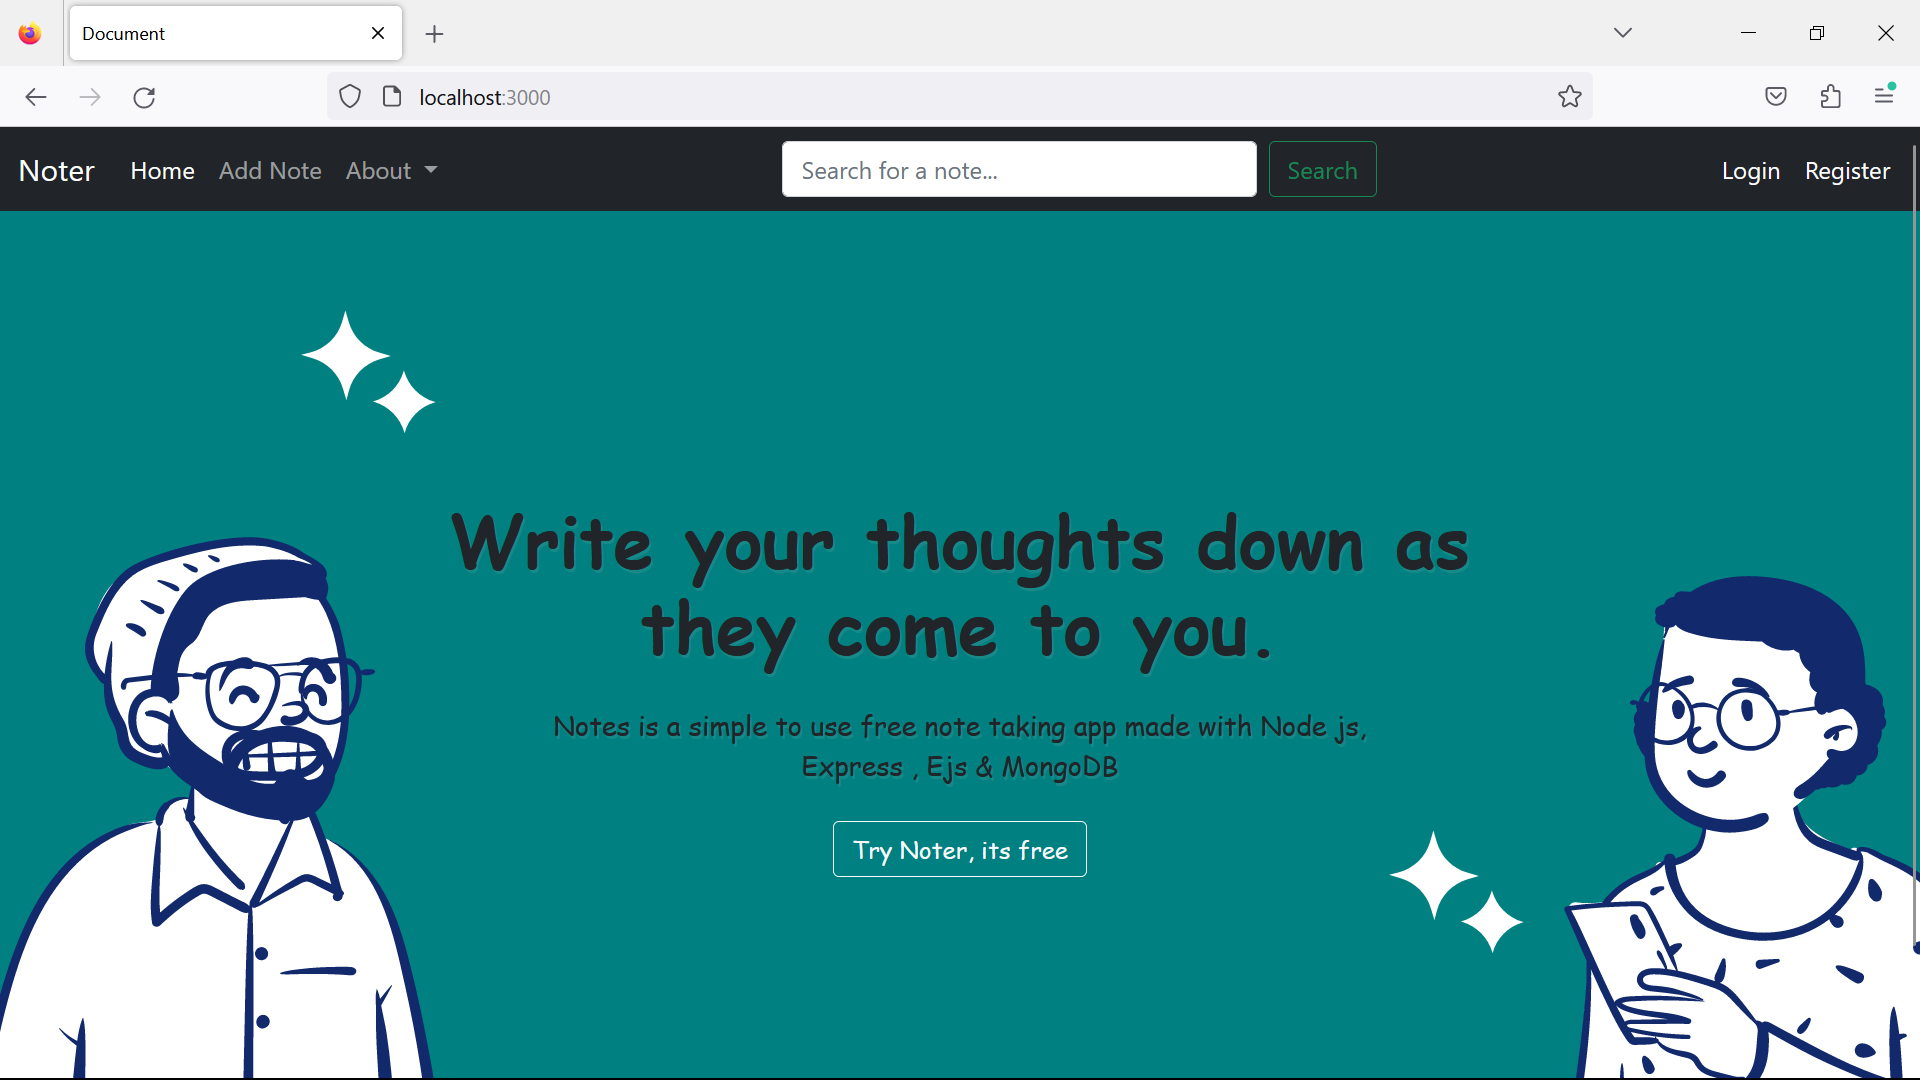 Document
localhost:3000
Noter Home Add Note About Search for a note... Search Login Register
Write your thoughts down as
they come to you.
Notes is a simple to use free note taking app made with Node js,
Express , Ejs & MongoDB
Try Noter, its free